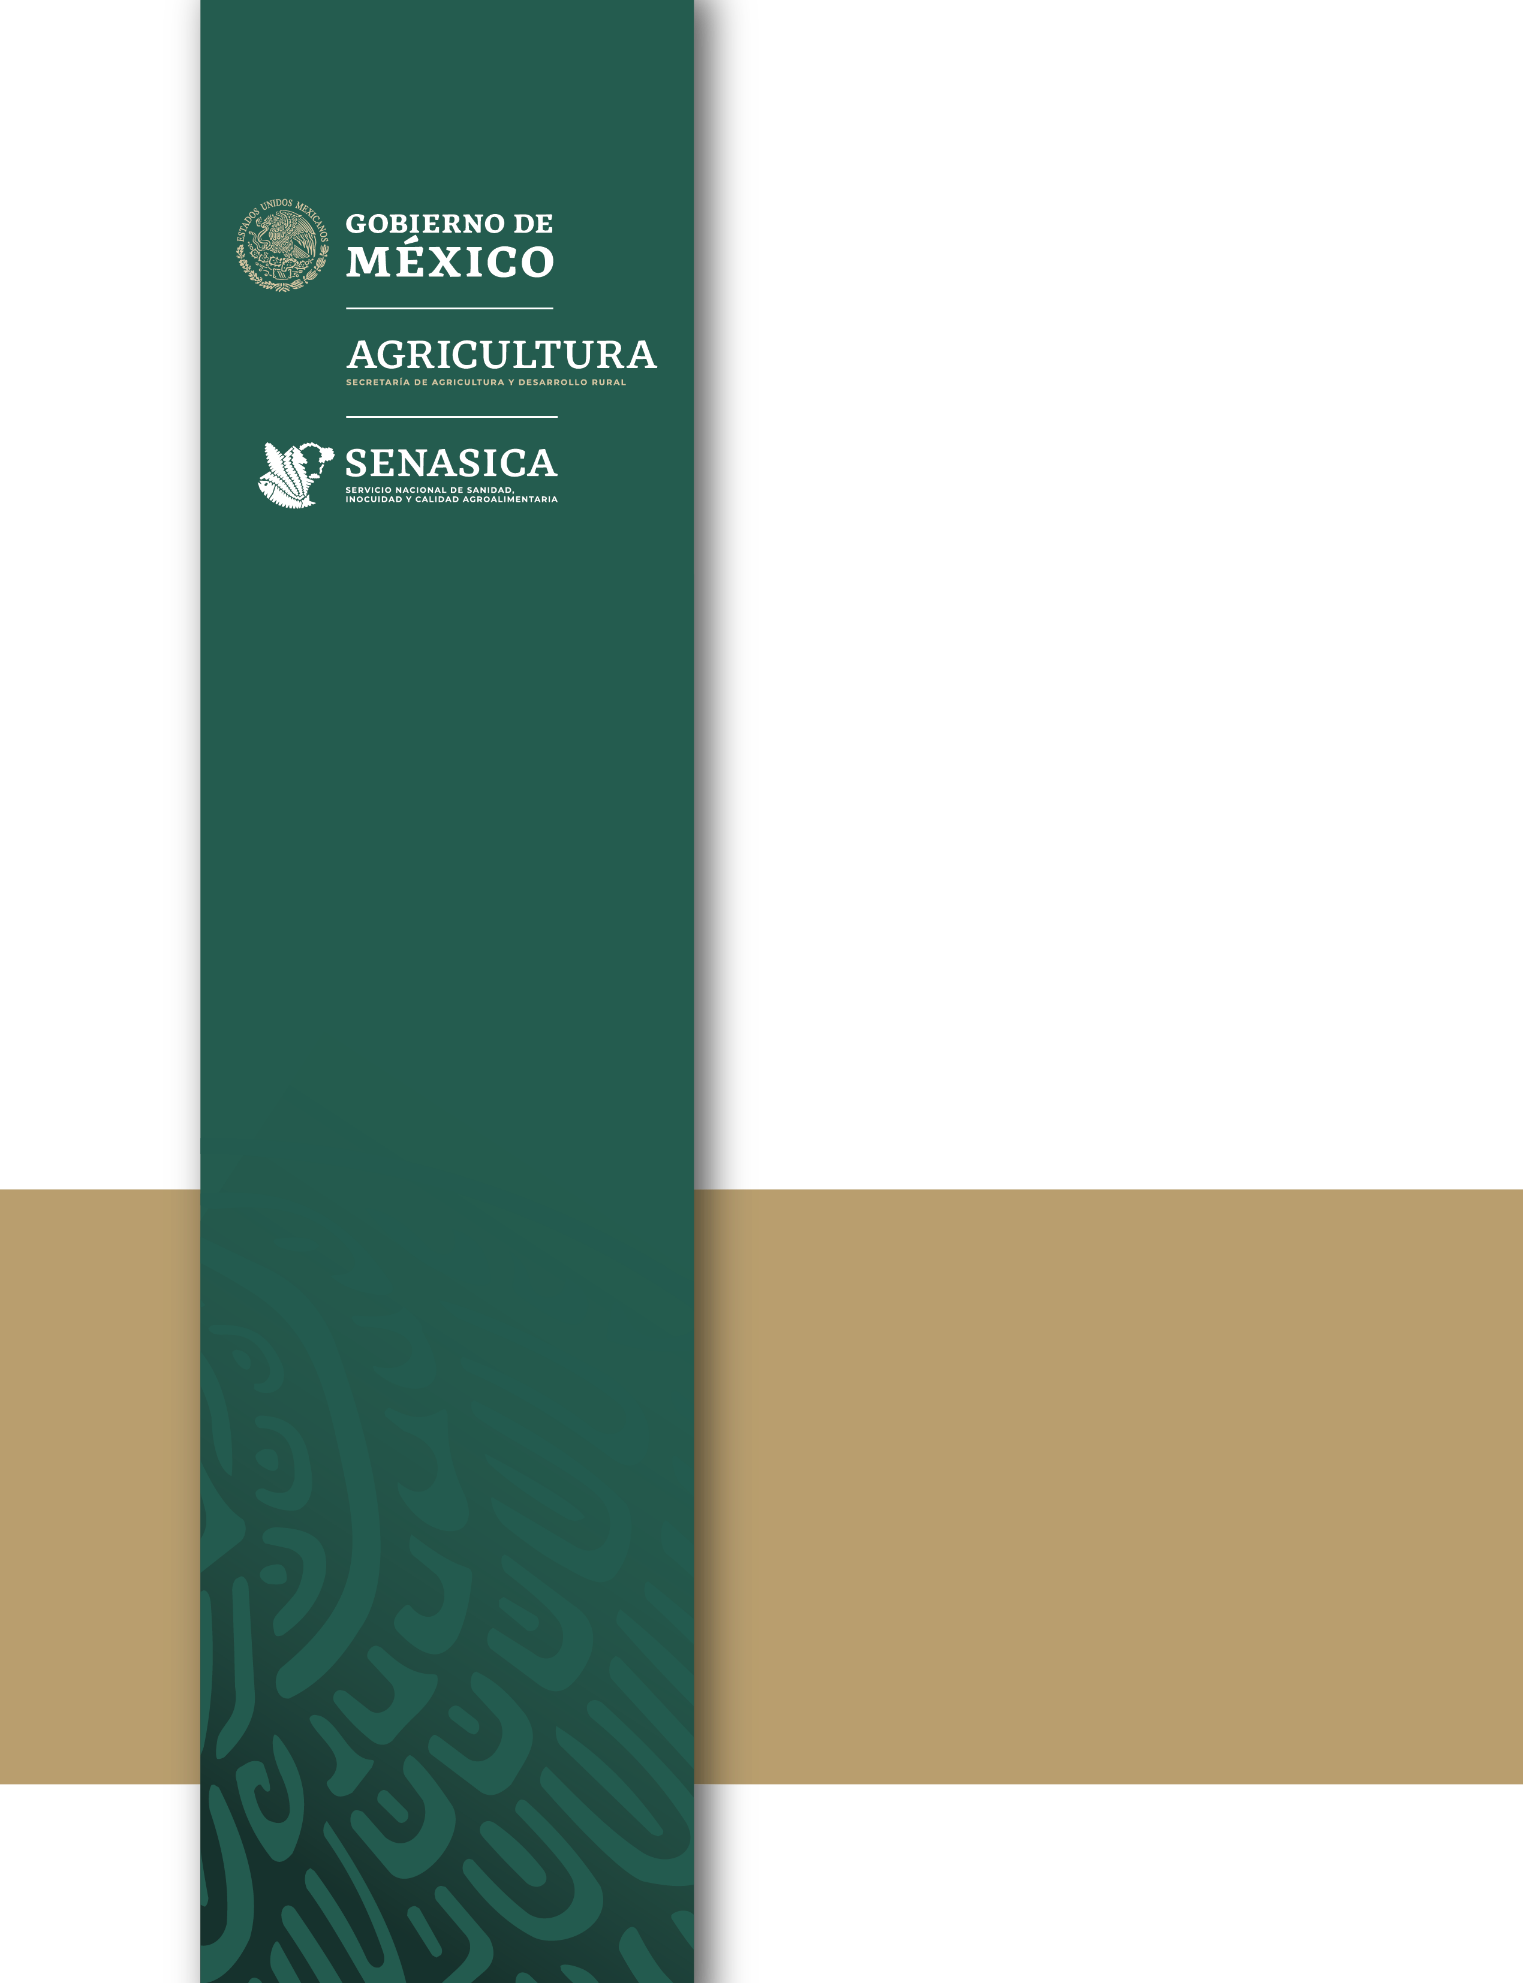 ESTADOS UNIDOS MEXICANOS
GOBIERNO DE
MÉXICO
AGRICULTURA
SECRETARÍA DE AGRICULTURA Y DESARROLLO RURAL
SENASICA
SERVICIO NACIONAL DE SANIDAD,
INOCUIDAD Y CALIDAD AGROALIMENTARIA